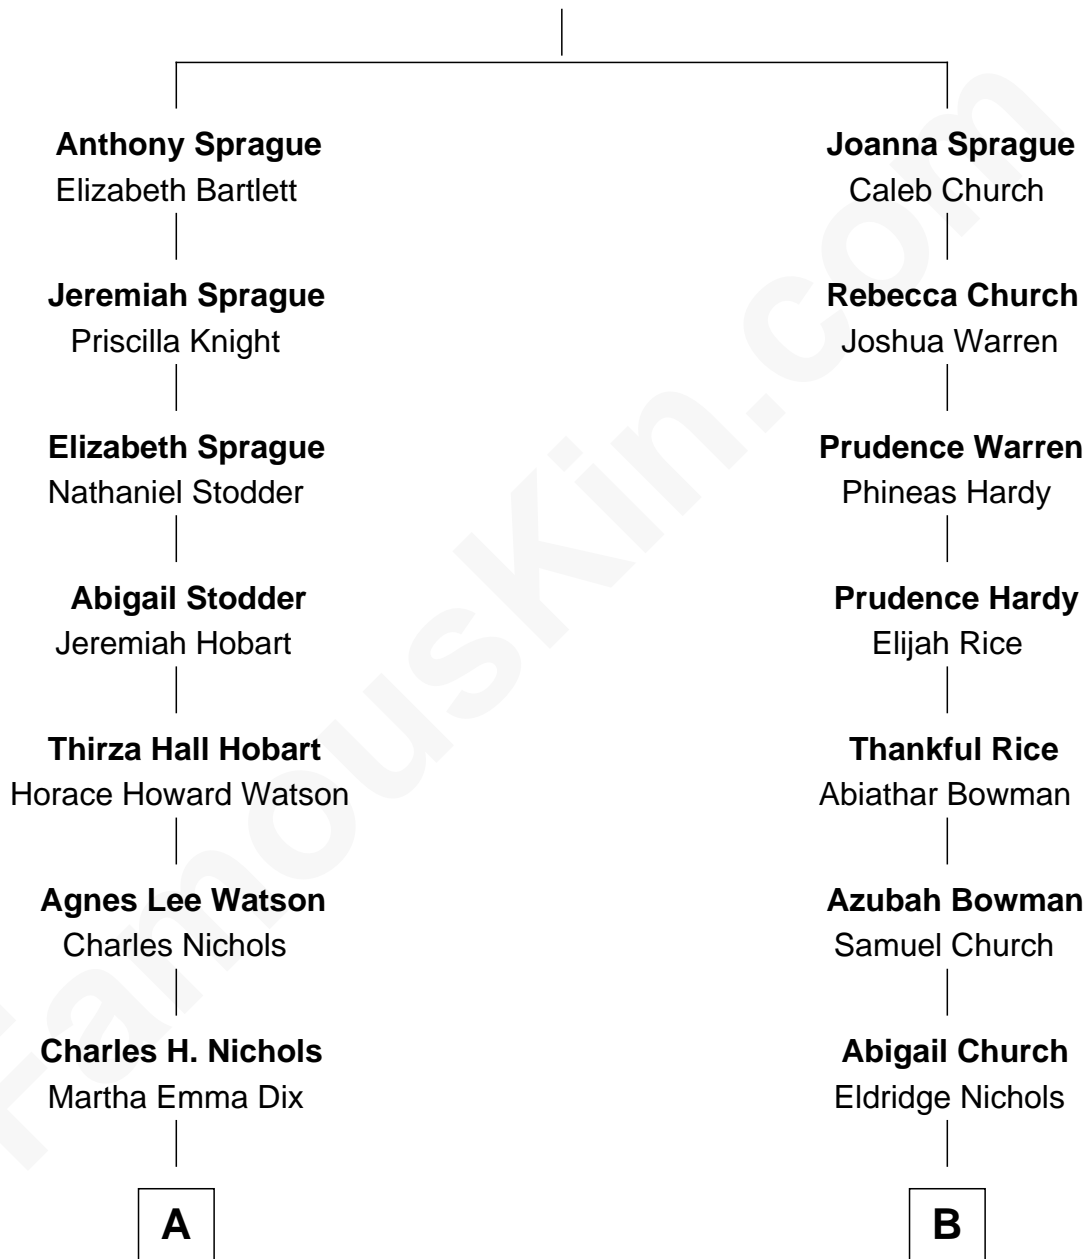 Anthony Sprague
Elizabeth Bartlett
Jeremiah Sprague
Priscilla Knight
Elizabeth Sprague
Nathaniel Stodder
Abigail Stodder
Jeremiah Hobart
Thirza Hall Hobart
Horace Howard Watson
Agnes Lee Watson
Charles Nichols
Charles H. Nichols
Martha Emma Dix
A
Joanna Sprague
Caleb Church
Rebecca Church
Joshua Warren
Prudence Warren
Phineas Hardy
Prudence Hardy
Elijah Rice
Thankful Rice
Abiathar Bowman
Azubah Bowman
Samuel Church
Abigail Church
Eldridge Nichols
B
FamousKin.com